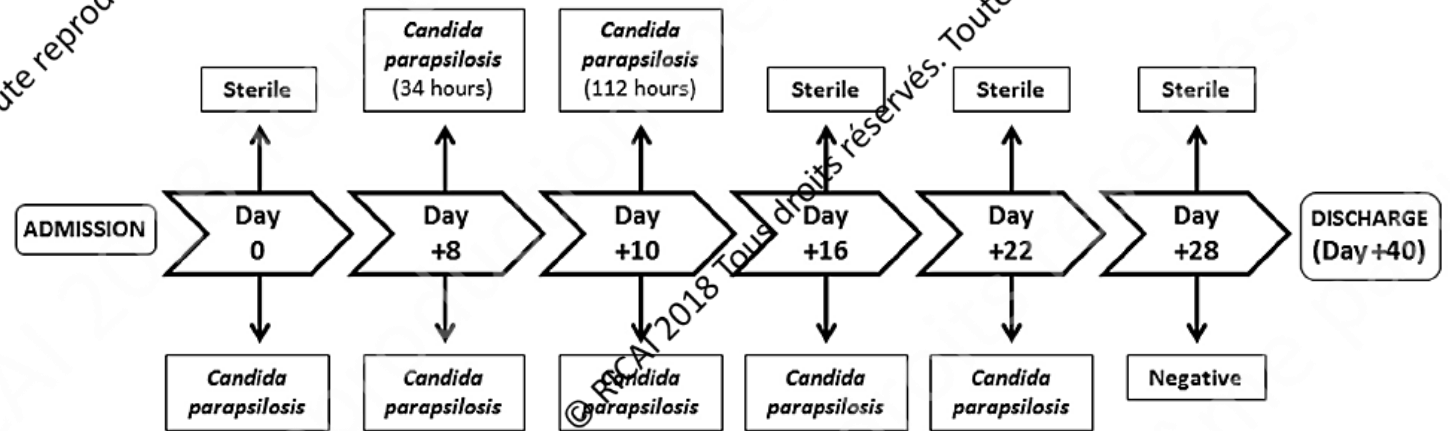 Candida
parapsilosis
(34 hours)
Candida
parapsilosis
(112 hours)
Sterile
Sterile
Sterile
Sterile
ADMISSION
Day
0
Day
+8
Day
+10
Day
+16
Day
+22
Day
+28
DISCHARGE
(Day +40)
Candida
parapsilosis
Candida
parapsilosis
Candida
parapsilosis
Candida
parapsilosis
Candida
parapsilosis
Negative
© RICAI 2018 Tous droits réservés. Toute